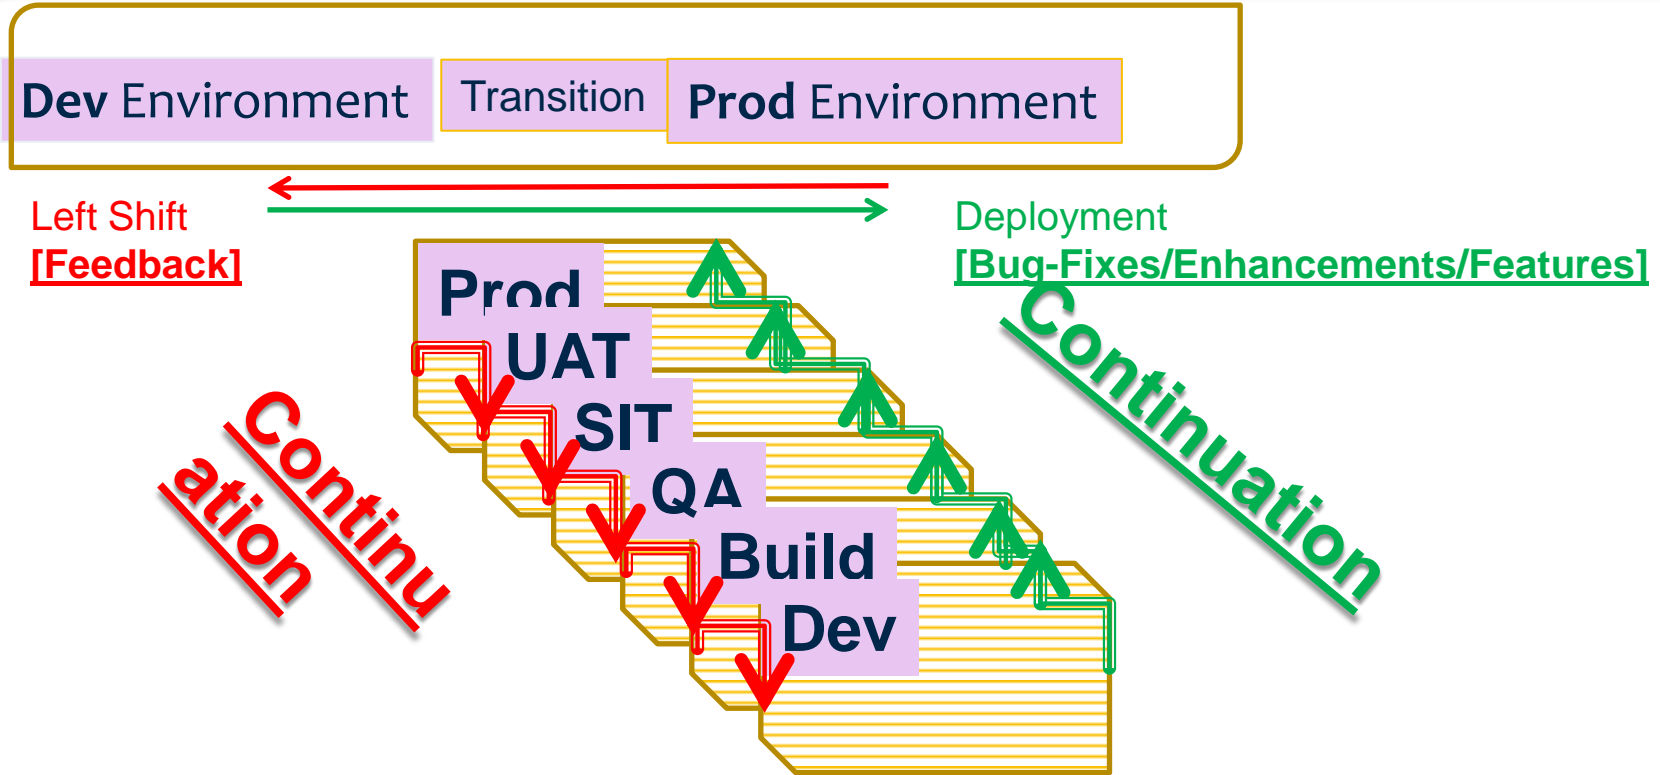 Dev Environment
Transition
Prod Environment
Left Shift
[Feedback]
Deployment
[Bug-Fixes/Enhancements/Features]
Prod
UAT
SIT
QA
Build
Dev
Continu
ation
Continuation